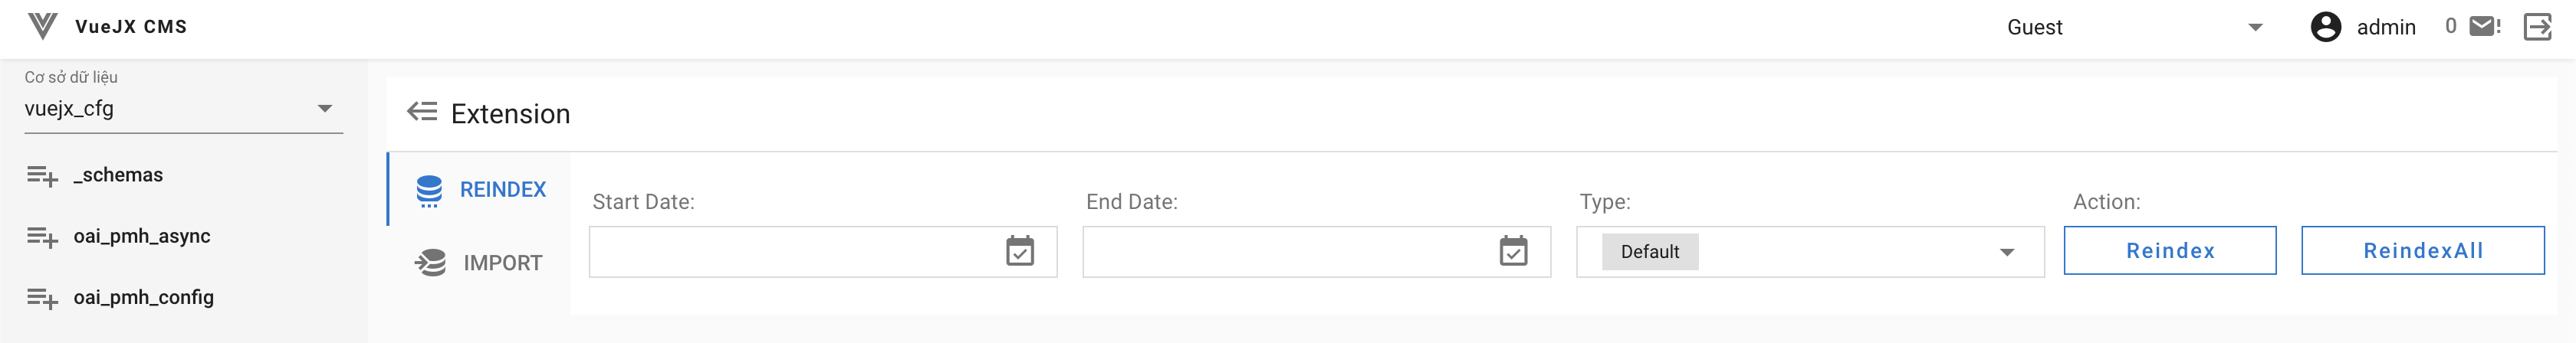 VueJX CMS
Guest
admin
0
Cơ sở dữ liệu
vuejx_cfg
_schemas
oai_pmh_async
oai_pmh_config
Extension
REINDEX
IMPORT
Start Date:
End Date:
Type:
Default
Action:
Reindex
ReindexAll